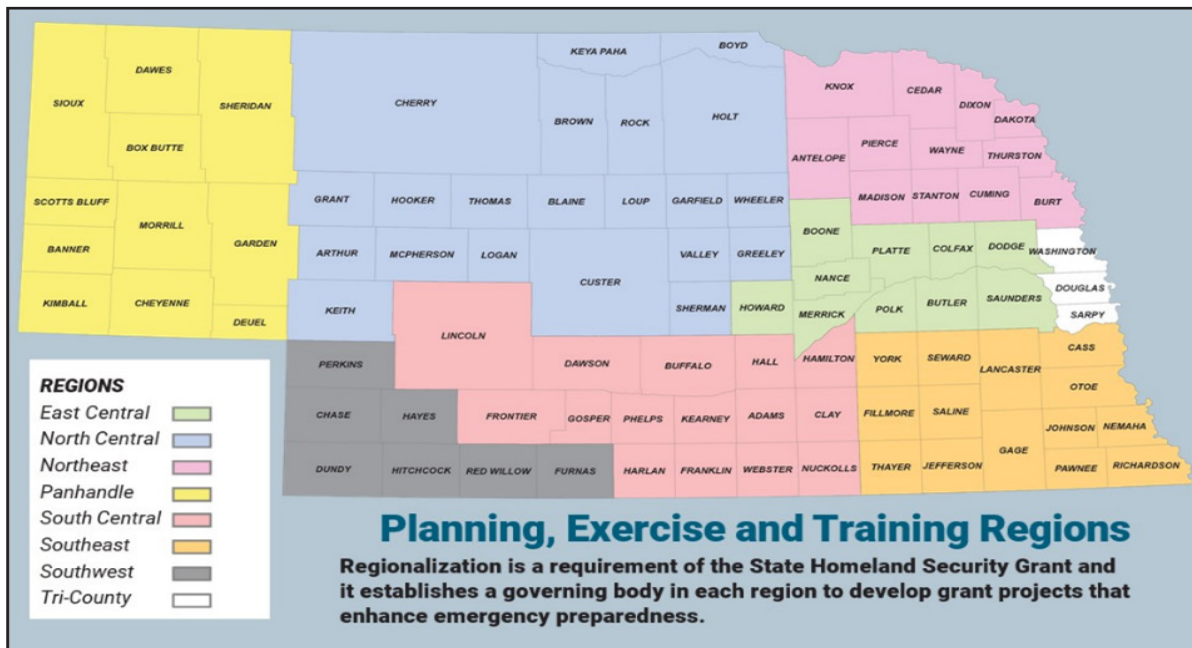 KEYA PAHA
BOYD
DAWES
SIOUX
SHERIDAN
CHERRY
BROWN
ROCK
HOLT
KNOX
CEDAR
DIXON
DAKOTA
BOX BUTTE
ANTELOPE
PIERCE
WAYNE
THURSTON
SCOTTS BLUFF
MORRILL
GARDEN
GRANT
HOOKER
THOMAS
BLAINE
LOUP
GARFIELD
WHEELER
MADISON
STANTON
CUMING
BURT
BANNER
ARTHUR
MCPHERSON
LOGAN
CUSTER
VALLEY
GREELEY
BOONE
PLATTE
COLFAX
DODGE
WASHINGTON
KIMBALL
CHEYENNE
DEUEL
KEITH
LINCOLN
SHERMAN
HOWARD
NANCE
MERRICK
POLK
BUTLER
SAUNDERS
DOUGLAS
SARPY
PERKINS
DAWSON
BUFFALO
HALL
HAMILTON
YORK
SEWARD
LANCASTER
CASS
OTOE
CHASE
HAYES
FRONTIER
GOSPER
PHELPS
KEARNEY
ADAMS
CLAY
FILLMORE
SALINE
GAGE
JOHNSON
NEMAHA
DUNDY
HITCHCOCK
RED WILLOW
FURNAS
HARLAN
FRANKLIN
WEBSTER
NUCKOLLS
THAYER
JEFFERSON
PAWNEE
RICHARDSON
REGIONS
East Central
North Central
Northeast
Panhandle
South Central
Southeast
Southwest
Tri-County
Planning, Exercise and Training Regions
Regionalization is a requirement of the State Homeland Security Grant and
it establishes a governing body in each region to develop grant projects that
enhance emergency preparedness.